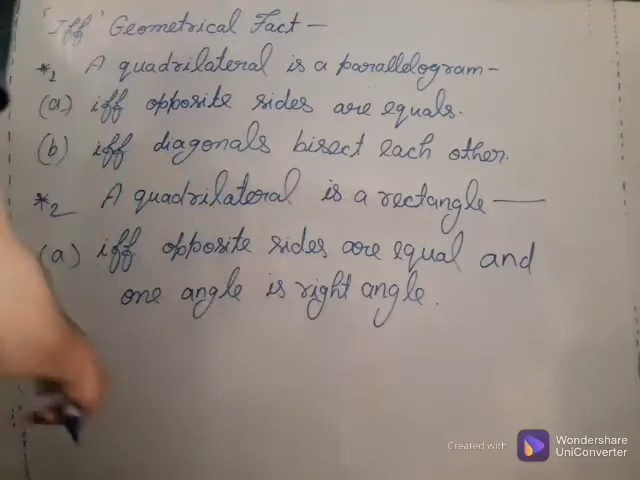 'Iff' Geometrical Fact —
*1 A quadrilateral is a parallelogram -
(a) iff opposite sides are equals.
(b) iff diagonals bisect each other.
*2 A quadrilateral is a rectangle —
(a) iff opposite sides are equal and
one angle is right angle.
Created with
Wondershare
UniConverter